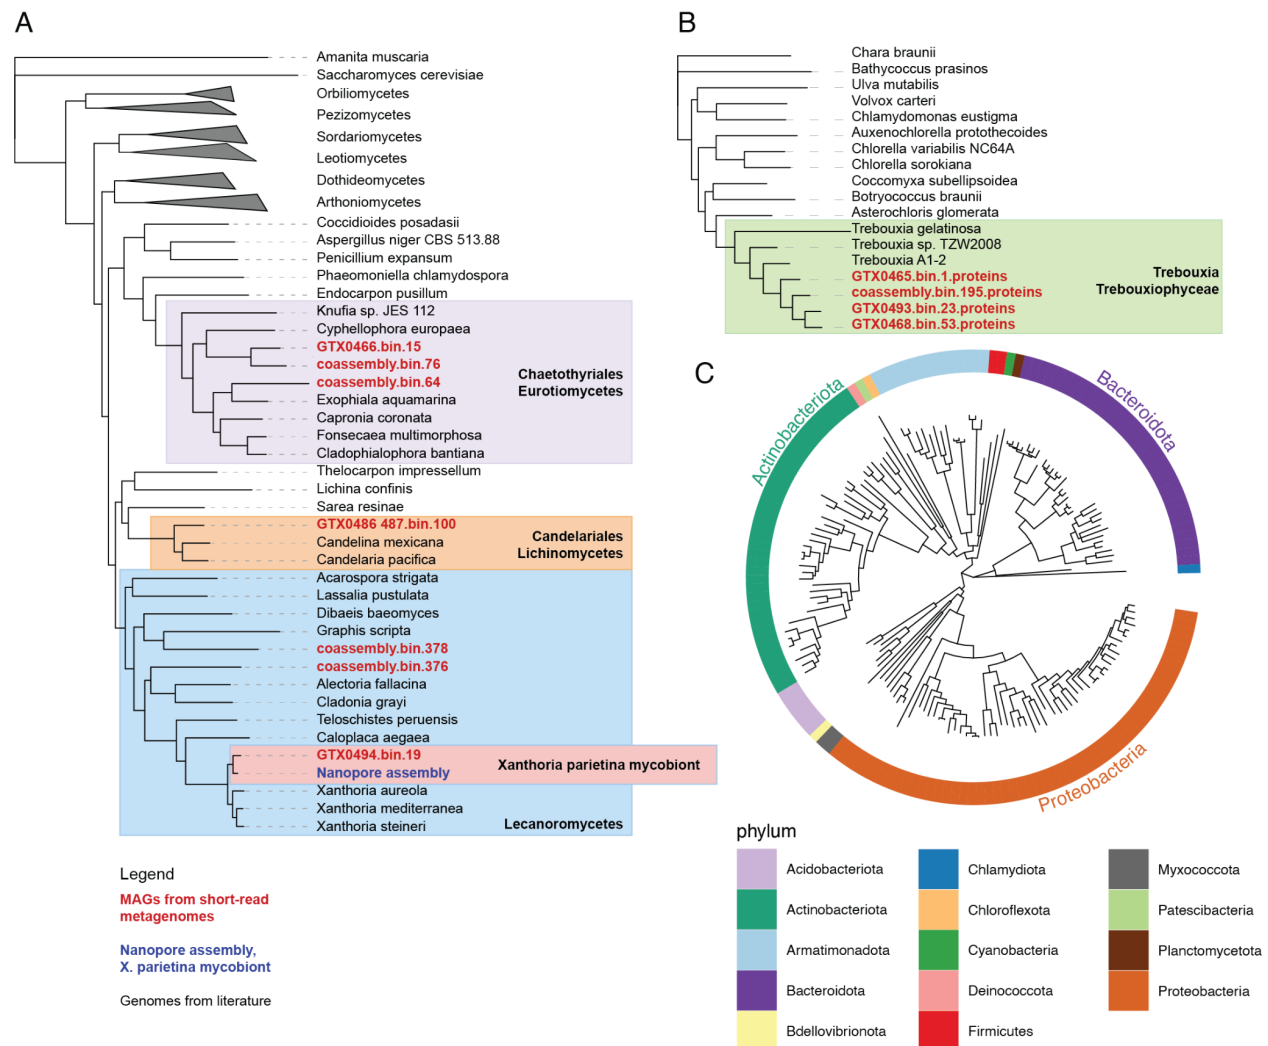 A
Amanita muscaria
Saccharomyces cerevisiae
Orbiliomycetes
Pezizomycetes
Sordariomycetes
Leotiomycetes
Dothideomycetes
Arthoniomycetes
Coccidioides posadasii
Aspergillus niger CBS 513.88
Penicillium expansum
Phaeomoniella chlamydospora
Endocarpon pusillum
Knufia sp. JES 112
Cyphellophora europaea
GTX0466.bin.15
coassembly.bin.76
coassembly.bin.64
Exophiala aquamarina
Capronia coronata
Fonsecaea multimorphosa
Cladophialophora bantiana
Chaetothyriales
Eurotiomycetes
Thelocarpon impressellum
Lichina confinis
Sarea resinae
GTX0486 487.bin.100
Candelina mexicana
Candelaria pacifica
Candelariales
Lichinomycetes
Acarospora strigata
Lassalia pustulata
Dibaeis baeomyces
Graphis scripta
coassembly.bin.378
coassembly.bin.376
Alectoria fallacina
Cladonia grayi
Teloschistes peruensis
Caloplaca aegaea
GTX0494.bin.19
Nanopore assembly
Xanthoria parietina mycobiont
Xanthoria aureola
Xanthoria mediterranea
Xanthoria steineri
Lecanoromycetes
Legend
MAGs from short-read
metagenomes
Nanopore assembly,
X. parietina mycobiont
Genomes from literature
B
Chara braunii
Bathycoccus prasinos
Ulva mutabilis
Volvox carteri
Chlamydomonas eustigma
Auxenochlorella protothecoides
Chlorella variabilis NC64A
Chlorella sorokiana
Coccomyxa subellipsoidea
Botryococcus braunii
Asterochloris glomerata
Trebouxia gelatinosa
Trebouxia sp. TZW2008
Trebouxia A1-2
GTX0465.bin.1.proteins
coassembly.bin.195.proteins
GTX0493.bin.23.proteins
GTX0468.bin.53.proteins
Trebouxia
Trebouxiophyceae
C
Actinobacteriota
Bacteroidota
Proteobacteria
phylum
Acidobacteriota
Actinobacteriota
Armatimonadota
Bacteroidota
Bdellovibrionota
Chlamydiota
Chloroflexota
Cyanobacteria
Deinococcota
Firmicutes
Myxococcota
Patescibacteria
Planctomycetota
Proteobacteria